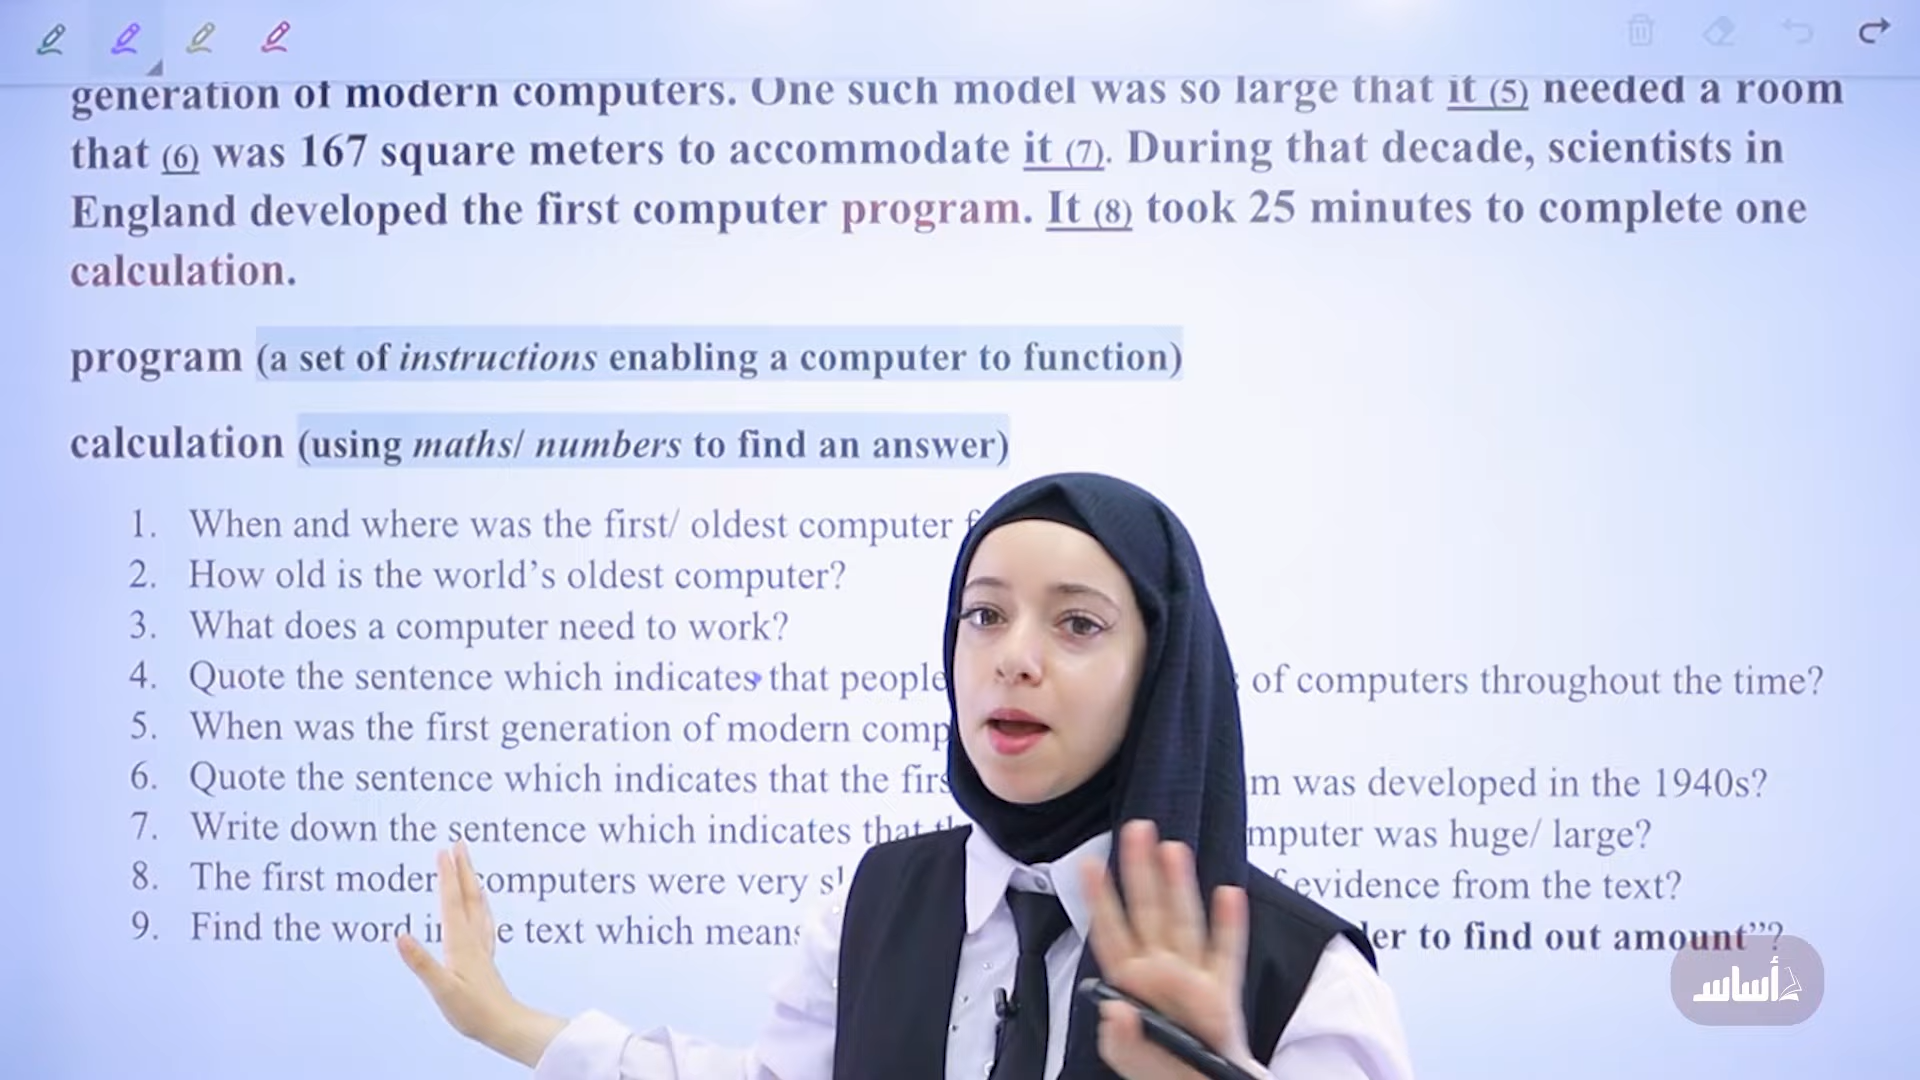 generation of modern computers. One such model was so large that it (5) needed a room
that (6) was 167 square meters to accommodate it (7). During that decade, scientists in
England developed the first computer program. It (8) took 25 minutes to complete one
calculation.
program (a set of instructions enabling a computer to function)
calculation (using maths/ numbers to find an answer)
1. When and where was the first/ oldest computer
2. How old is the world's oldest computer?
3. What does a computer need to work?
4. Quote the sentence which indicates that people of computers throughout the time?
5. When was the first generation of modern
6. Quote the sentence which indicates that the was developed in the 1940s?
7. Write down the sentence which indicates that was huge/ large?
8. The first computers were very evidence from the text?
9. Find the word text which to find out amount"?
أساس